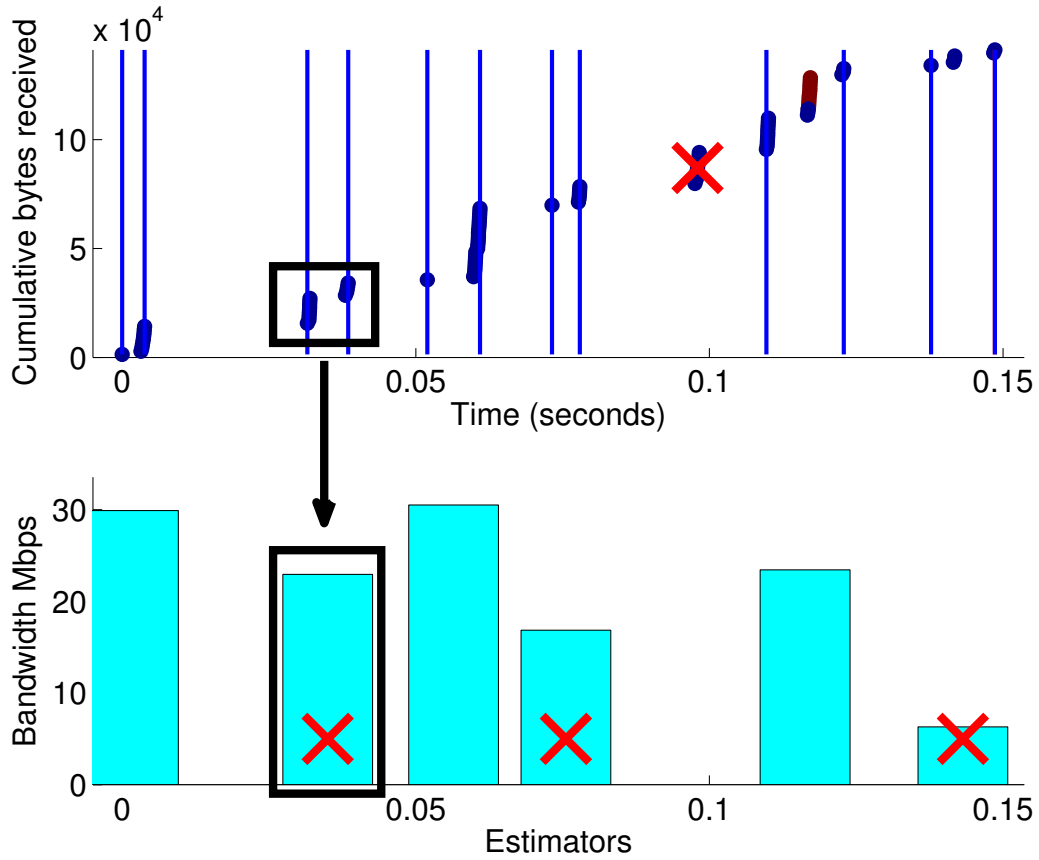 x 10^4
Cumulative bytes received
10
5
0
0 0.05 0.1 0.15
Time (seconds)
Bandwidth Mbps
30
20
10
0
0 0.05 0.1 0.15
Estimators